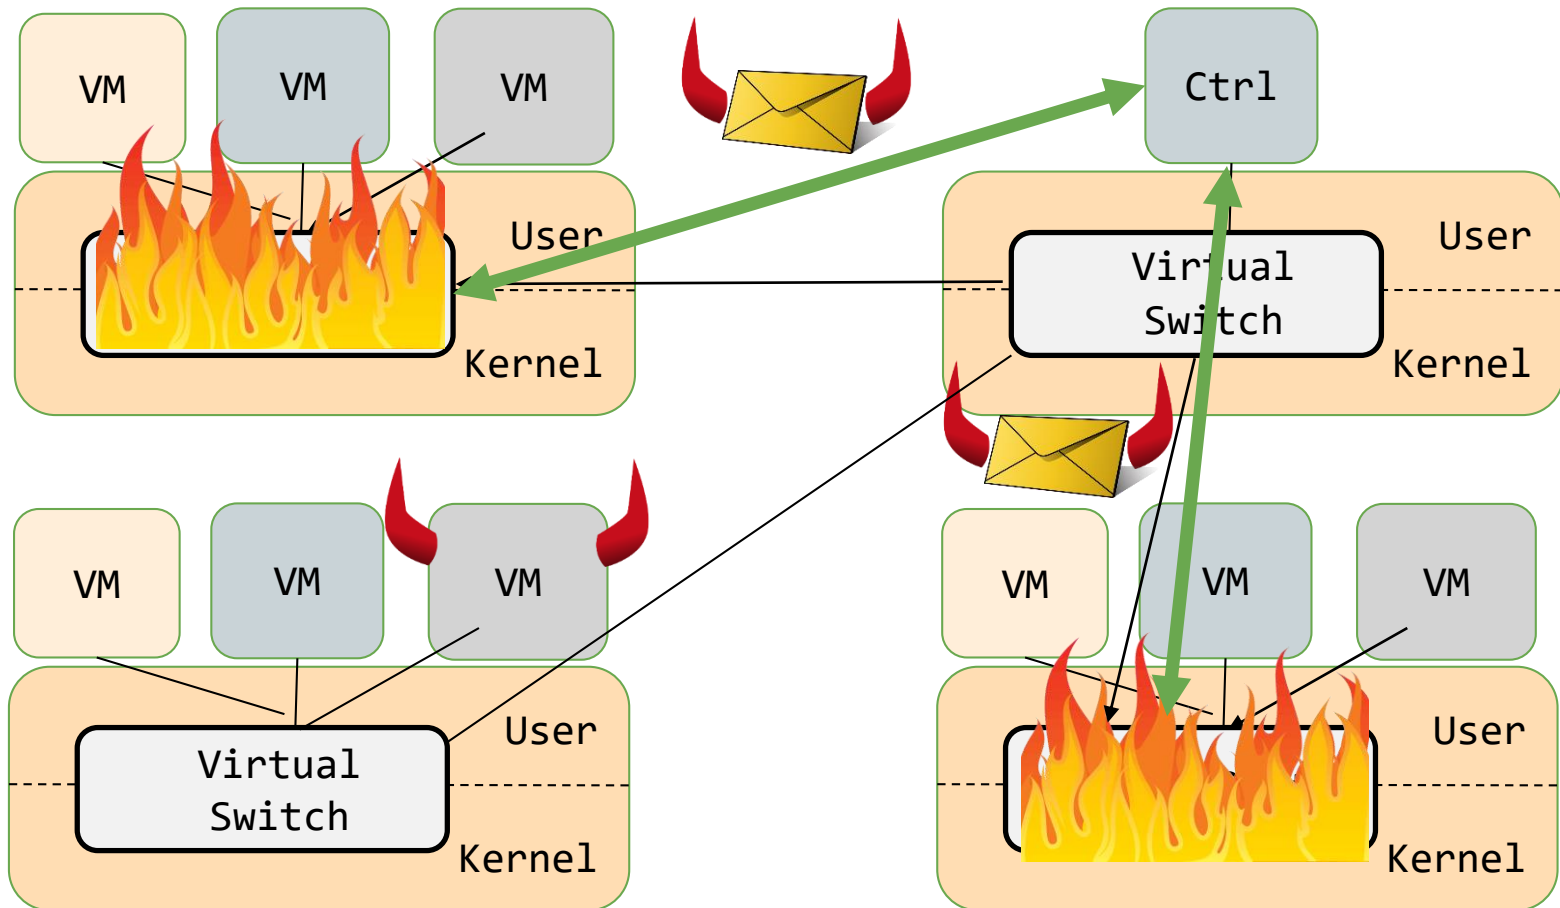 VM
VM
VM
Ctrl
User
Kernel
User
Virtual
Switch
Kernel
VM
VM
VM
User
Virtual
Switch
Kernel
VM
VM
VM
User
Kernel